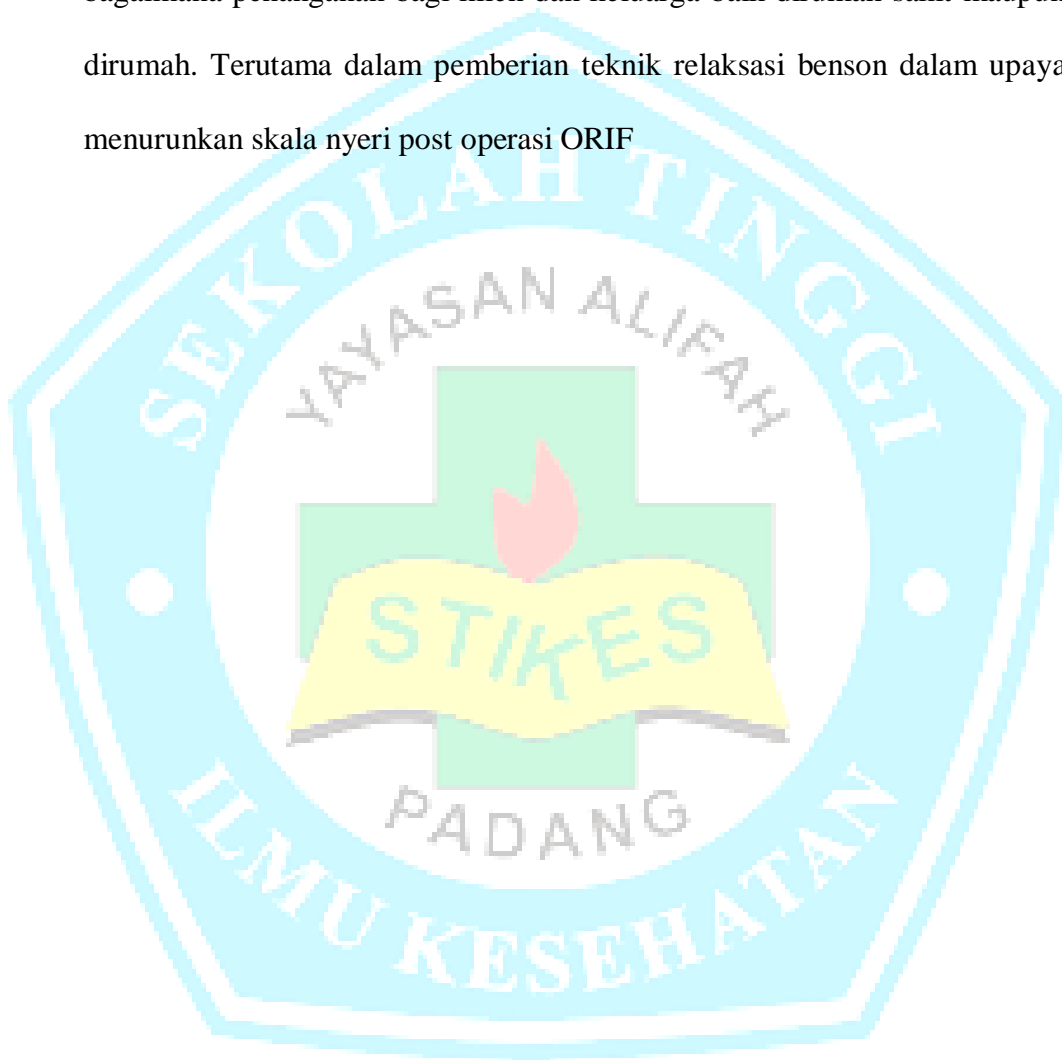 dirumah. Terutama dalam pemberian teknik relaksasi benson dalam upaya
menurunkan skala nyeri post operasi ORIF
SEKOLAH TINGGI
YAYASAN ALIFAH
STIKES
PADANG
ILMU KESEHATAN